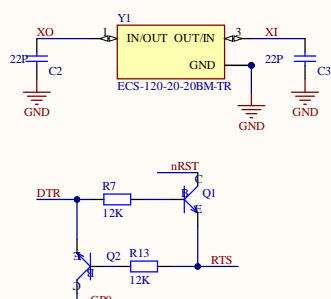 Y1
XO
1
IN/OUT OUT/IN
3
XI
22P
C2
GND
22P
C3
ECS-120-20-20BM-TR
GND
GND
GND
nRST
C
DTR
R7
B
Q1
12K
E
E
Q2
B
R13
RTS
12K
C
GP0